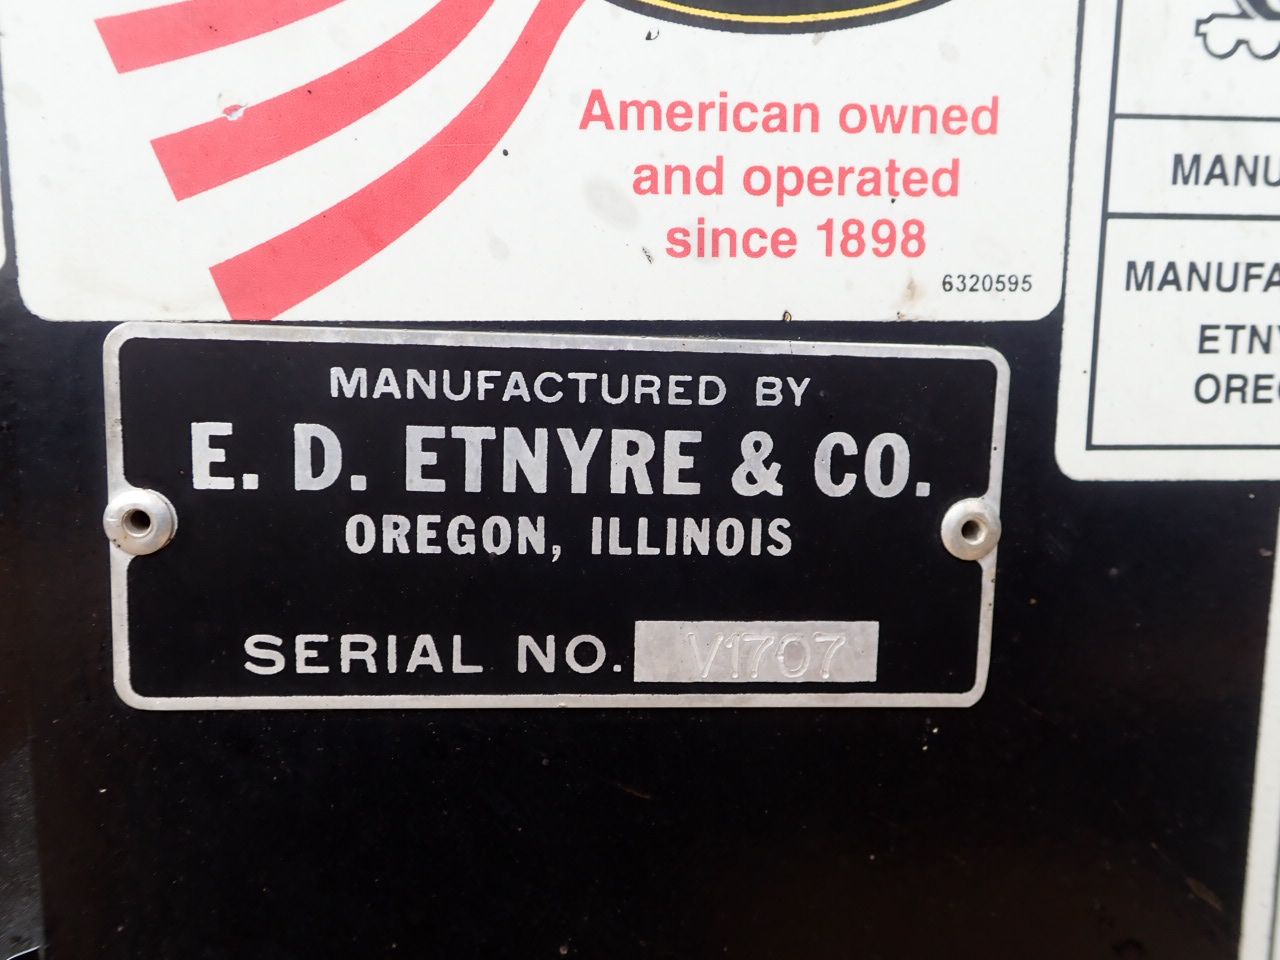 American owned
and operated
since 1898
6320595
MANUFACTURED BY
E. D. ETNYRE & CO.
OREGON, ILLINOIS
SERIAL NO. V1707
MANU
MANUFA
ETNY
OREG